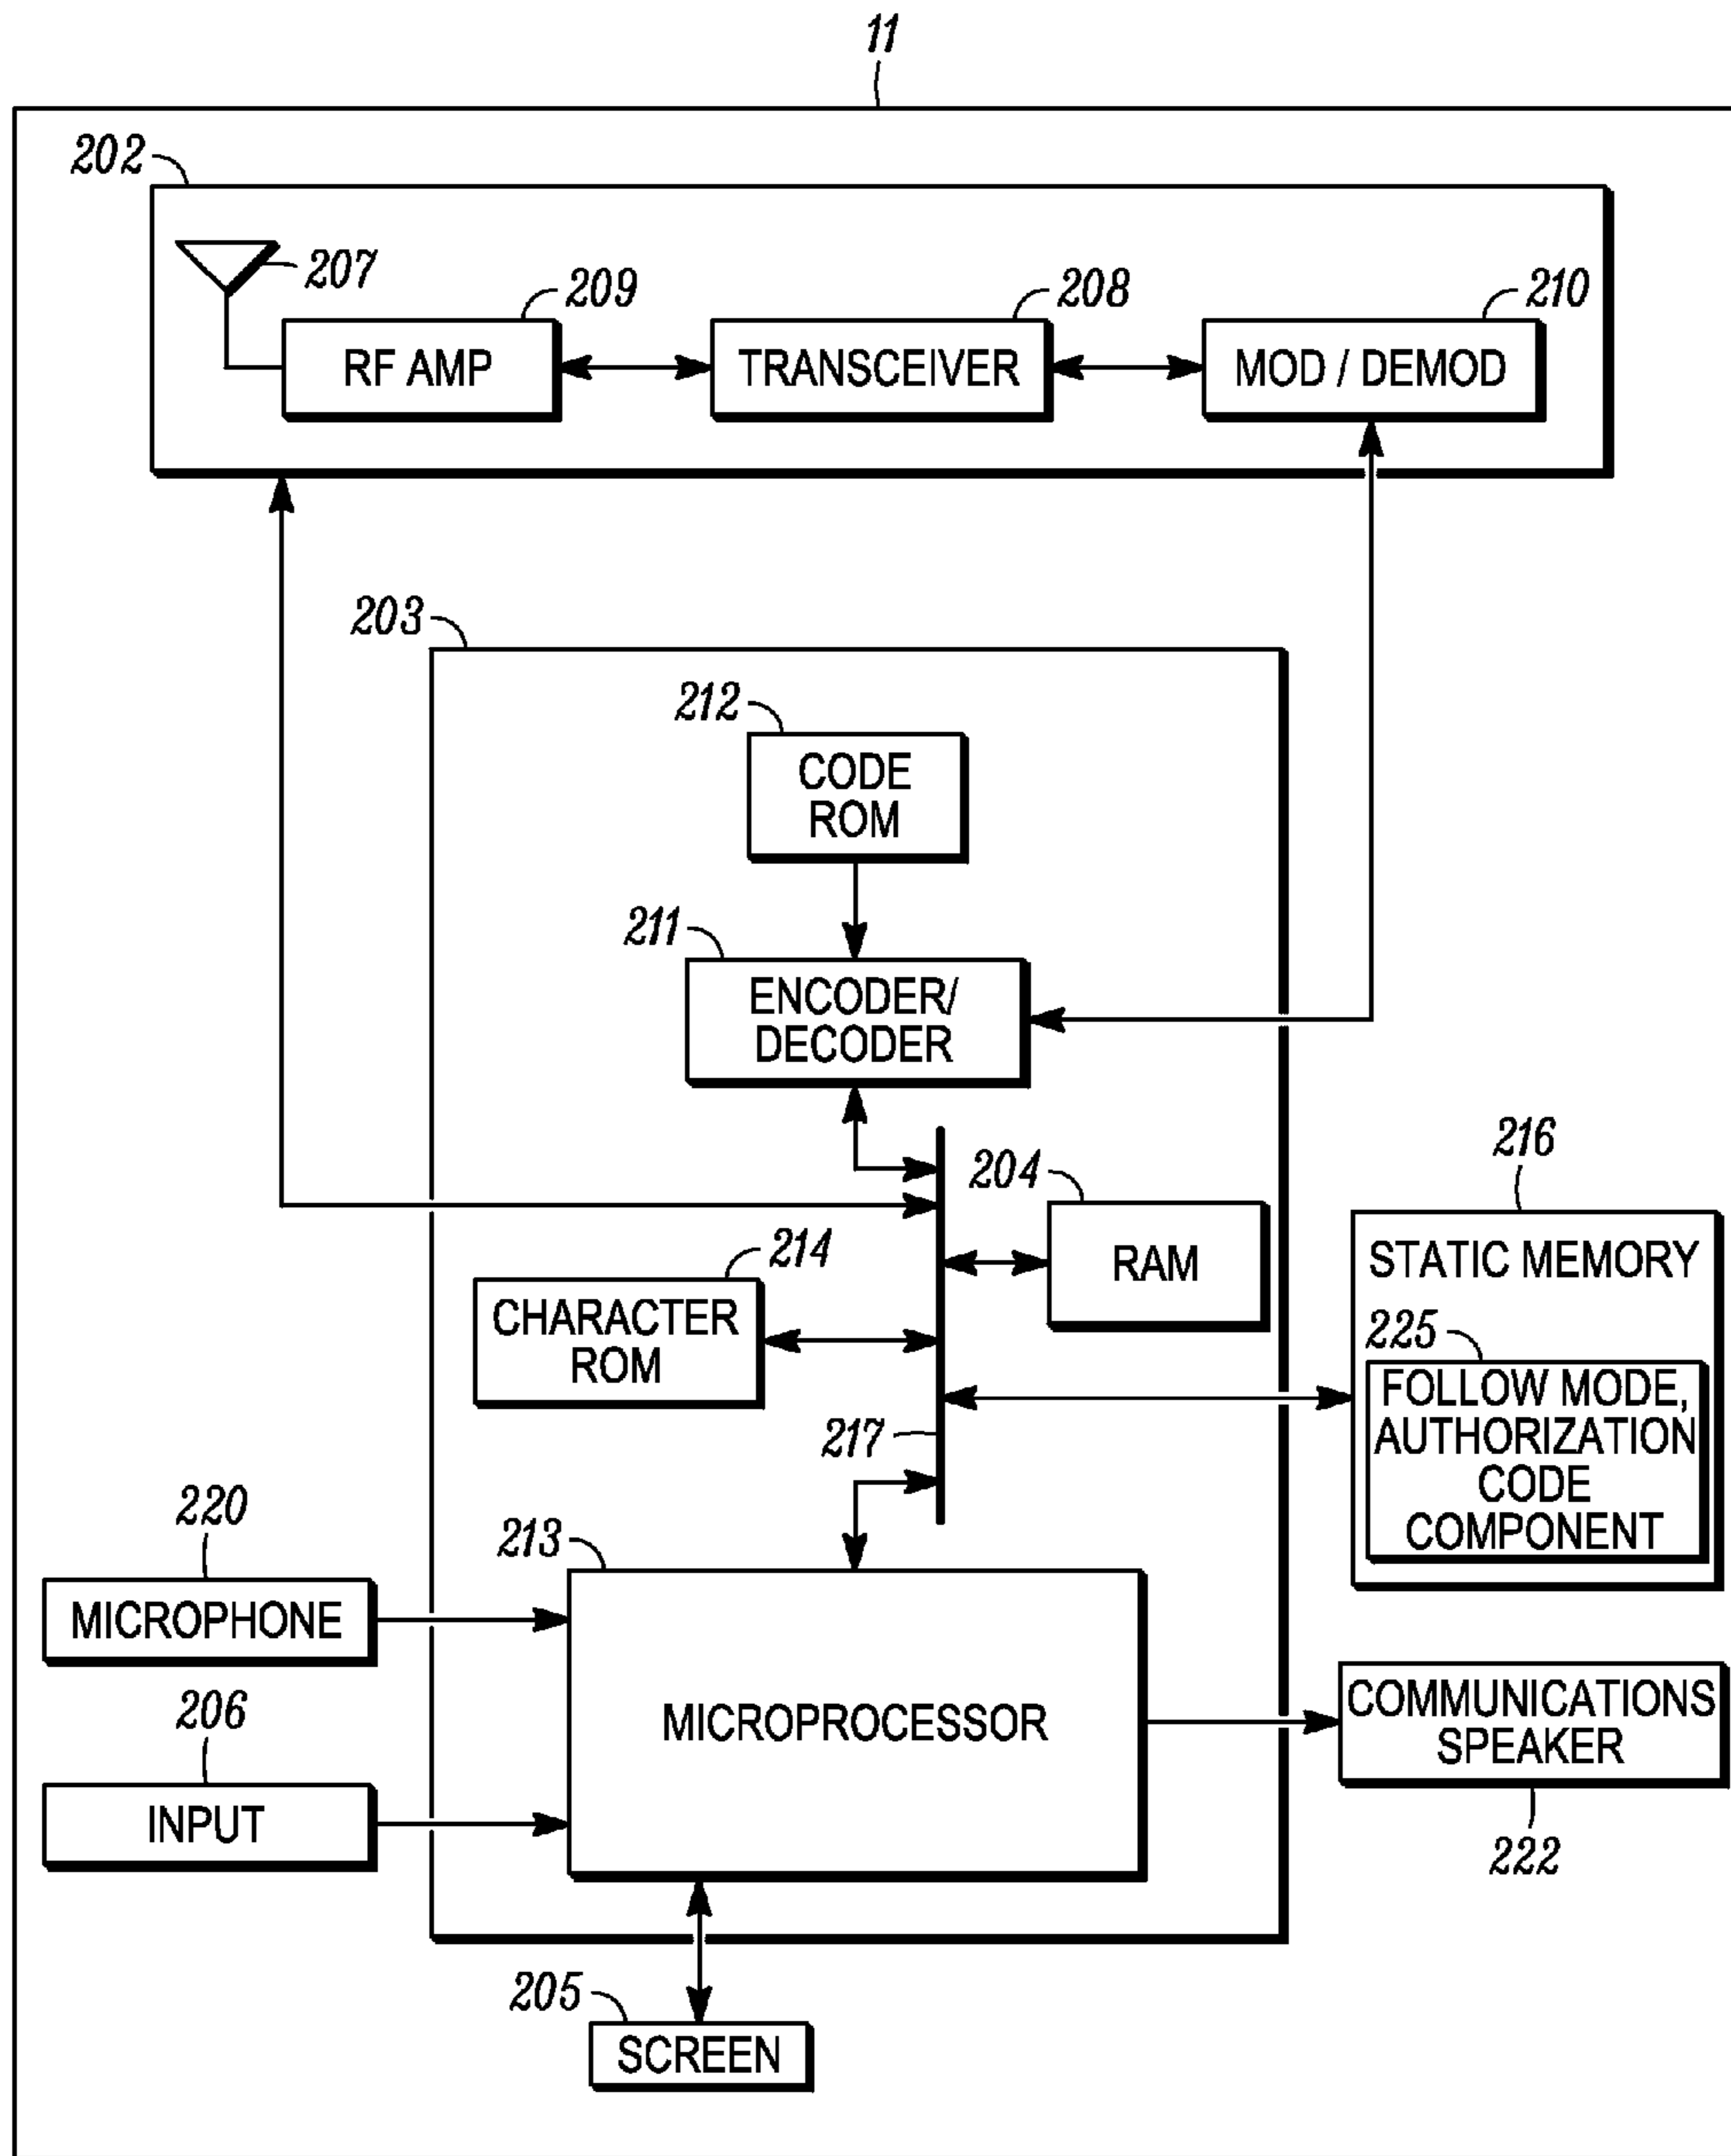 11
202
207
209
208
210
RF AMP
TRANSCEIVER
MOD / DEMOD
203
212
CODE
ROM
211
ENCODER/
DECODER
216
204
STATIC MEMORY
214
RAM
CHARACTER
ROM
225
FOLLOW MODE,
AUTHORIZATION
CODE
COMPONENT
217
220
213
MICROPHONE
COMMUNICATIONS
SPEAKER
206
MICROPROCESSOR
INPUT
222
205
SCREEN